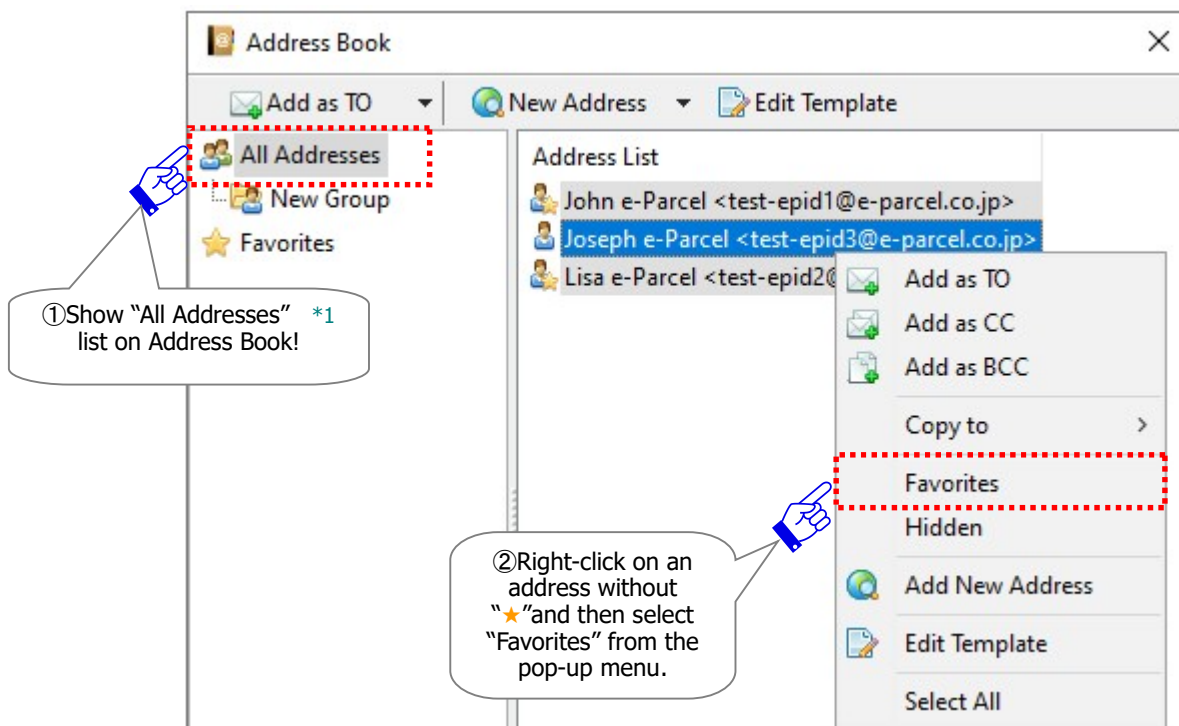 Address Book
Add as TO
New Address
Edit Template
All Addresses
New Group
Favorites
Address List
John e-Parcel <test-epid1@e-parcel.co.jp>
Joseph e-Parcel <test-epid3@e-parcel.co.jp>
Lisa e-Parcel <test-epid2@
①Show “All Addresses” *1
list on Address Book!
Add as TO
Add as CC
Add as BCC
Copy to
Favorites
Hidden
Add New Address
Edit Template
Select All
②Right-click on an
address without
“★”and then select
“Favorites” from the
pop-up menu.